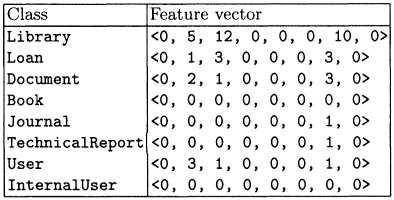 Class Feature vector
Library <0, 5, 12, 0, 0, 0, 10, 0>
Loan <0, 1, 3, 0, 0, 0, 3, 0>
Document <0, 2, 1, 0, 0, 0, 3, 0>
Book <0, 0, 0, 0, 0, 0, 0, 0>
Journal <0, 0, 0, 0, 0, 0, 1, 0>
TechnicalReport <0, 0, 0, 0, 0, 0, 1, 0>
User <0, 3, 1, 0, 0, 0, 1, 0>
InternalUser <0, 0, 0, 0, 0, 0, 0, 0>